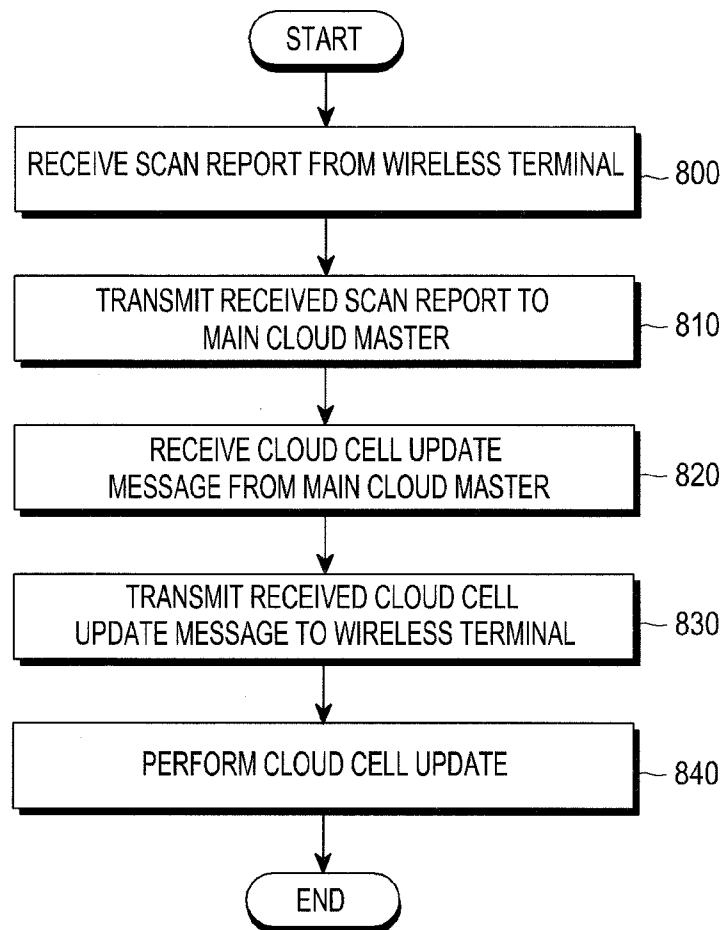 START
RECEIVE SCAN REPORT FROM WIRELESS TERMINAL
800
TRANSMIT RECEIVED SCAN REPORT TO
MAIN CLOUD MASTER
810
RECEIVE CLOUD CELL UPDATE
MESSAGE FROM MAIN CLOUD MASTER
820
TRANSMIT RECEIVED CLOUD CELL
UPDATE MESSAGE TO WIRELESS TERMINAL
830
PERFORM CLOUD CELL UPDATE
840
END